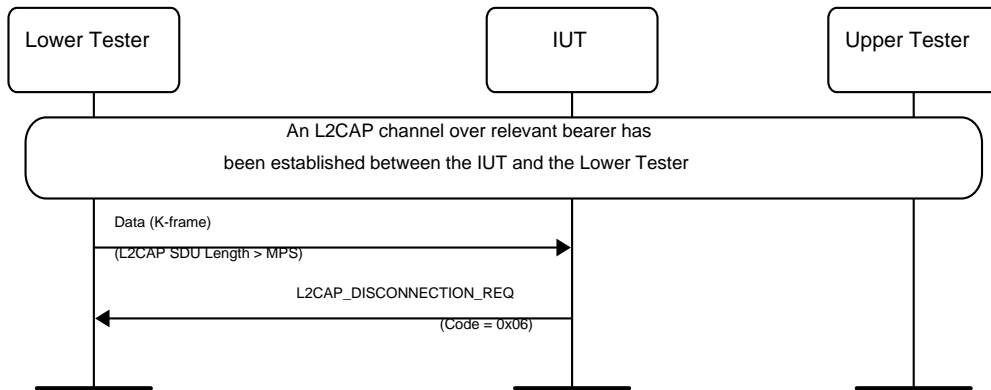 Lower Tester
IUT
Upper Tester
An L2CAP channel over relevant bearer has
been established between the IUT and the Lower Tester
Data (K-frame)
(L2CAP SDU Length > MPS)
L2CAP_DISCONNECTION_REQ
(Code = 0x06)